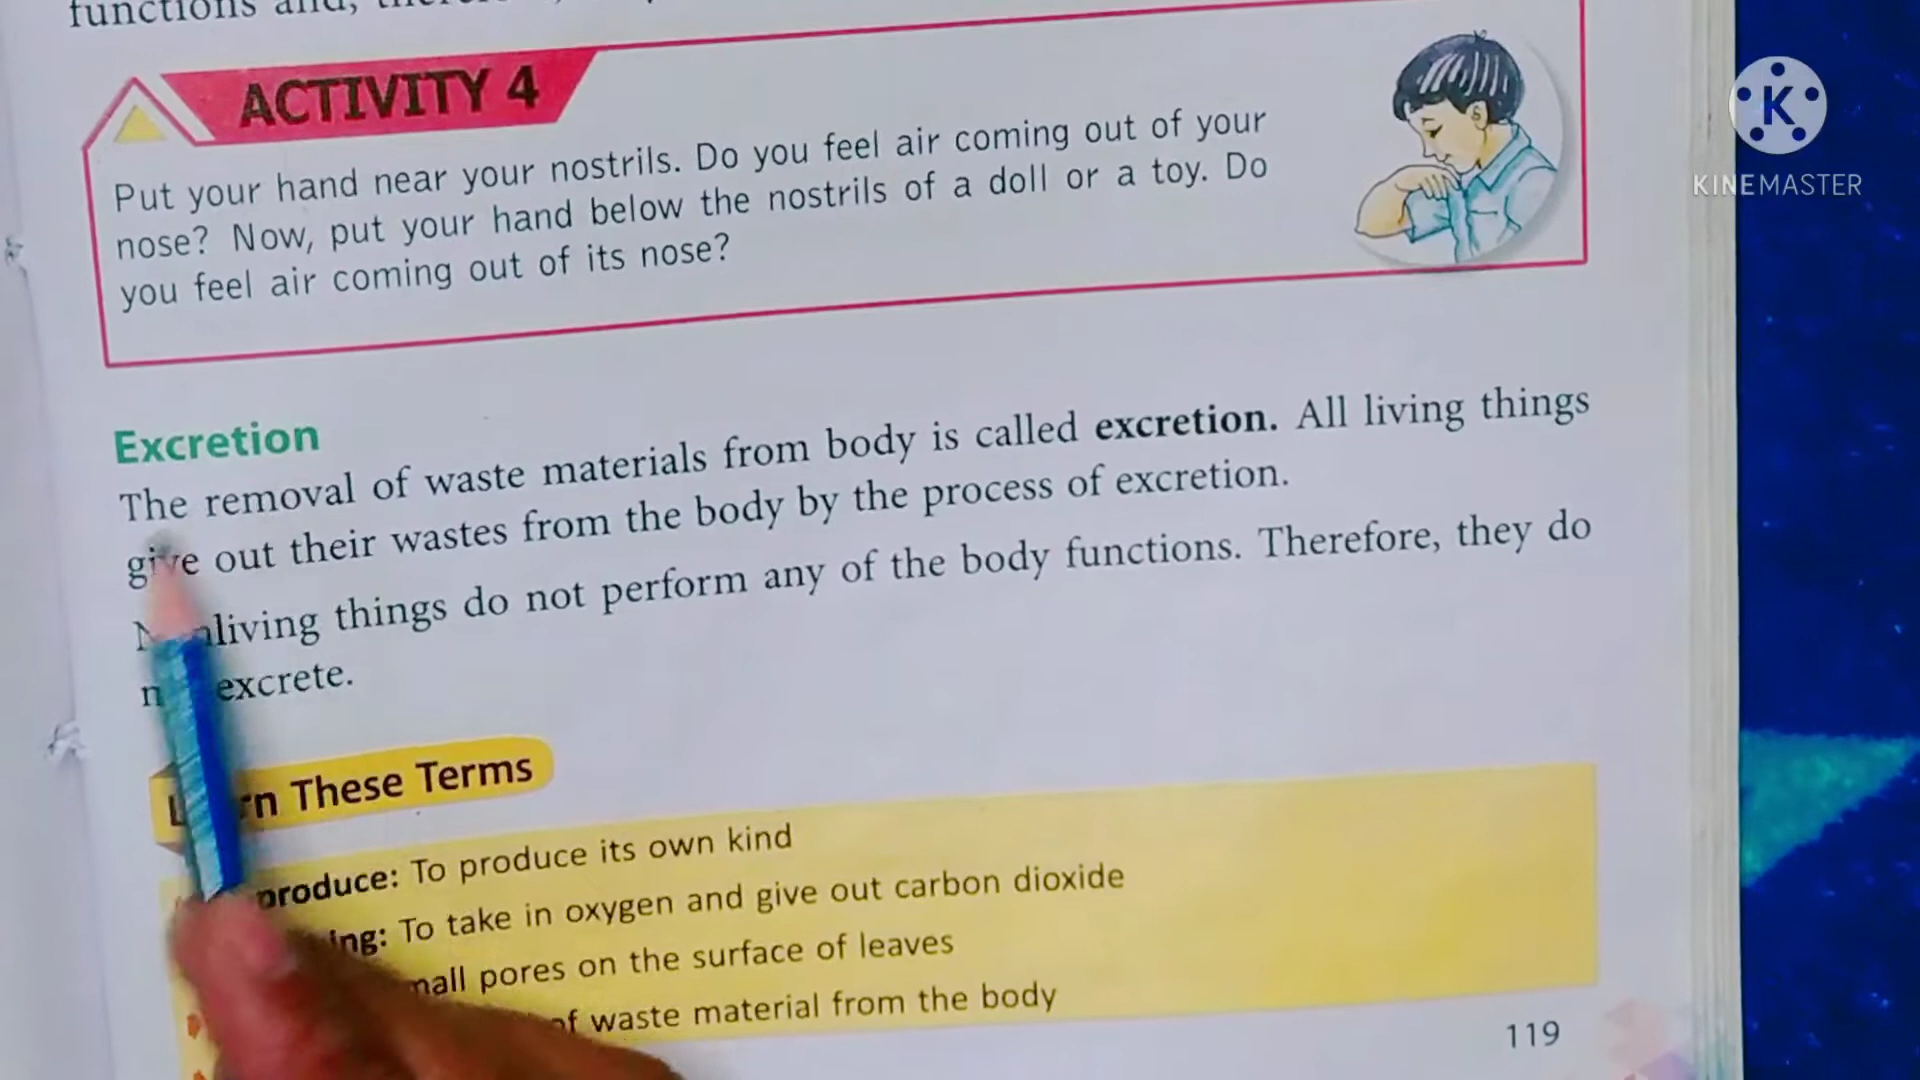 functions and,
ACTIVITY 4
Put your hand near your nostrils. Do you feel air coming out of your
nose? Now, put your hand below the nostrils of a doll or a toy. Do
you feel air coming out of its nose?
K
KINEMASTER
Excretion
The removal of waste materials from body is called excretion. All living things
give out their wastes from the body by the process of excretion.
living things do not perform any of the body functions. Therefore, they do
excrete.
These Terms
produce: To produce its own kind
ing: To take in oxygen and give out carbon dioxide
pores on the surface of leaves
of waste material from the body
119